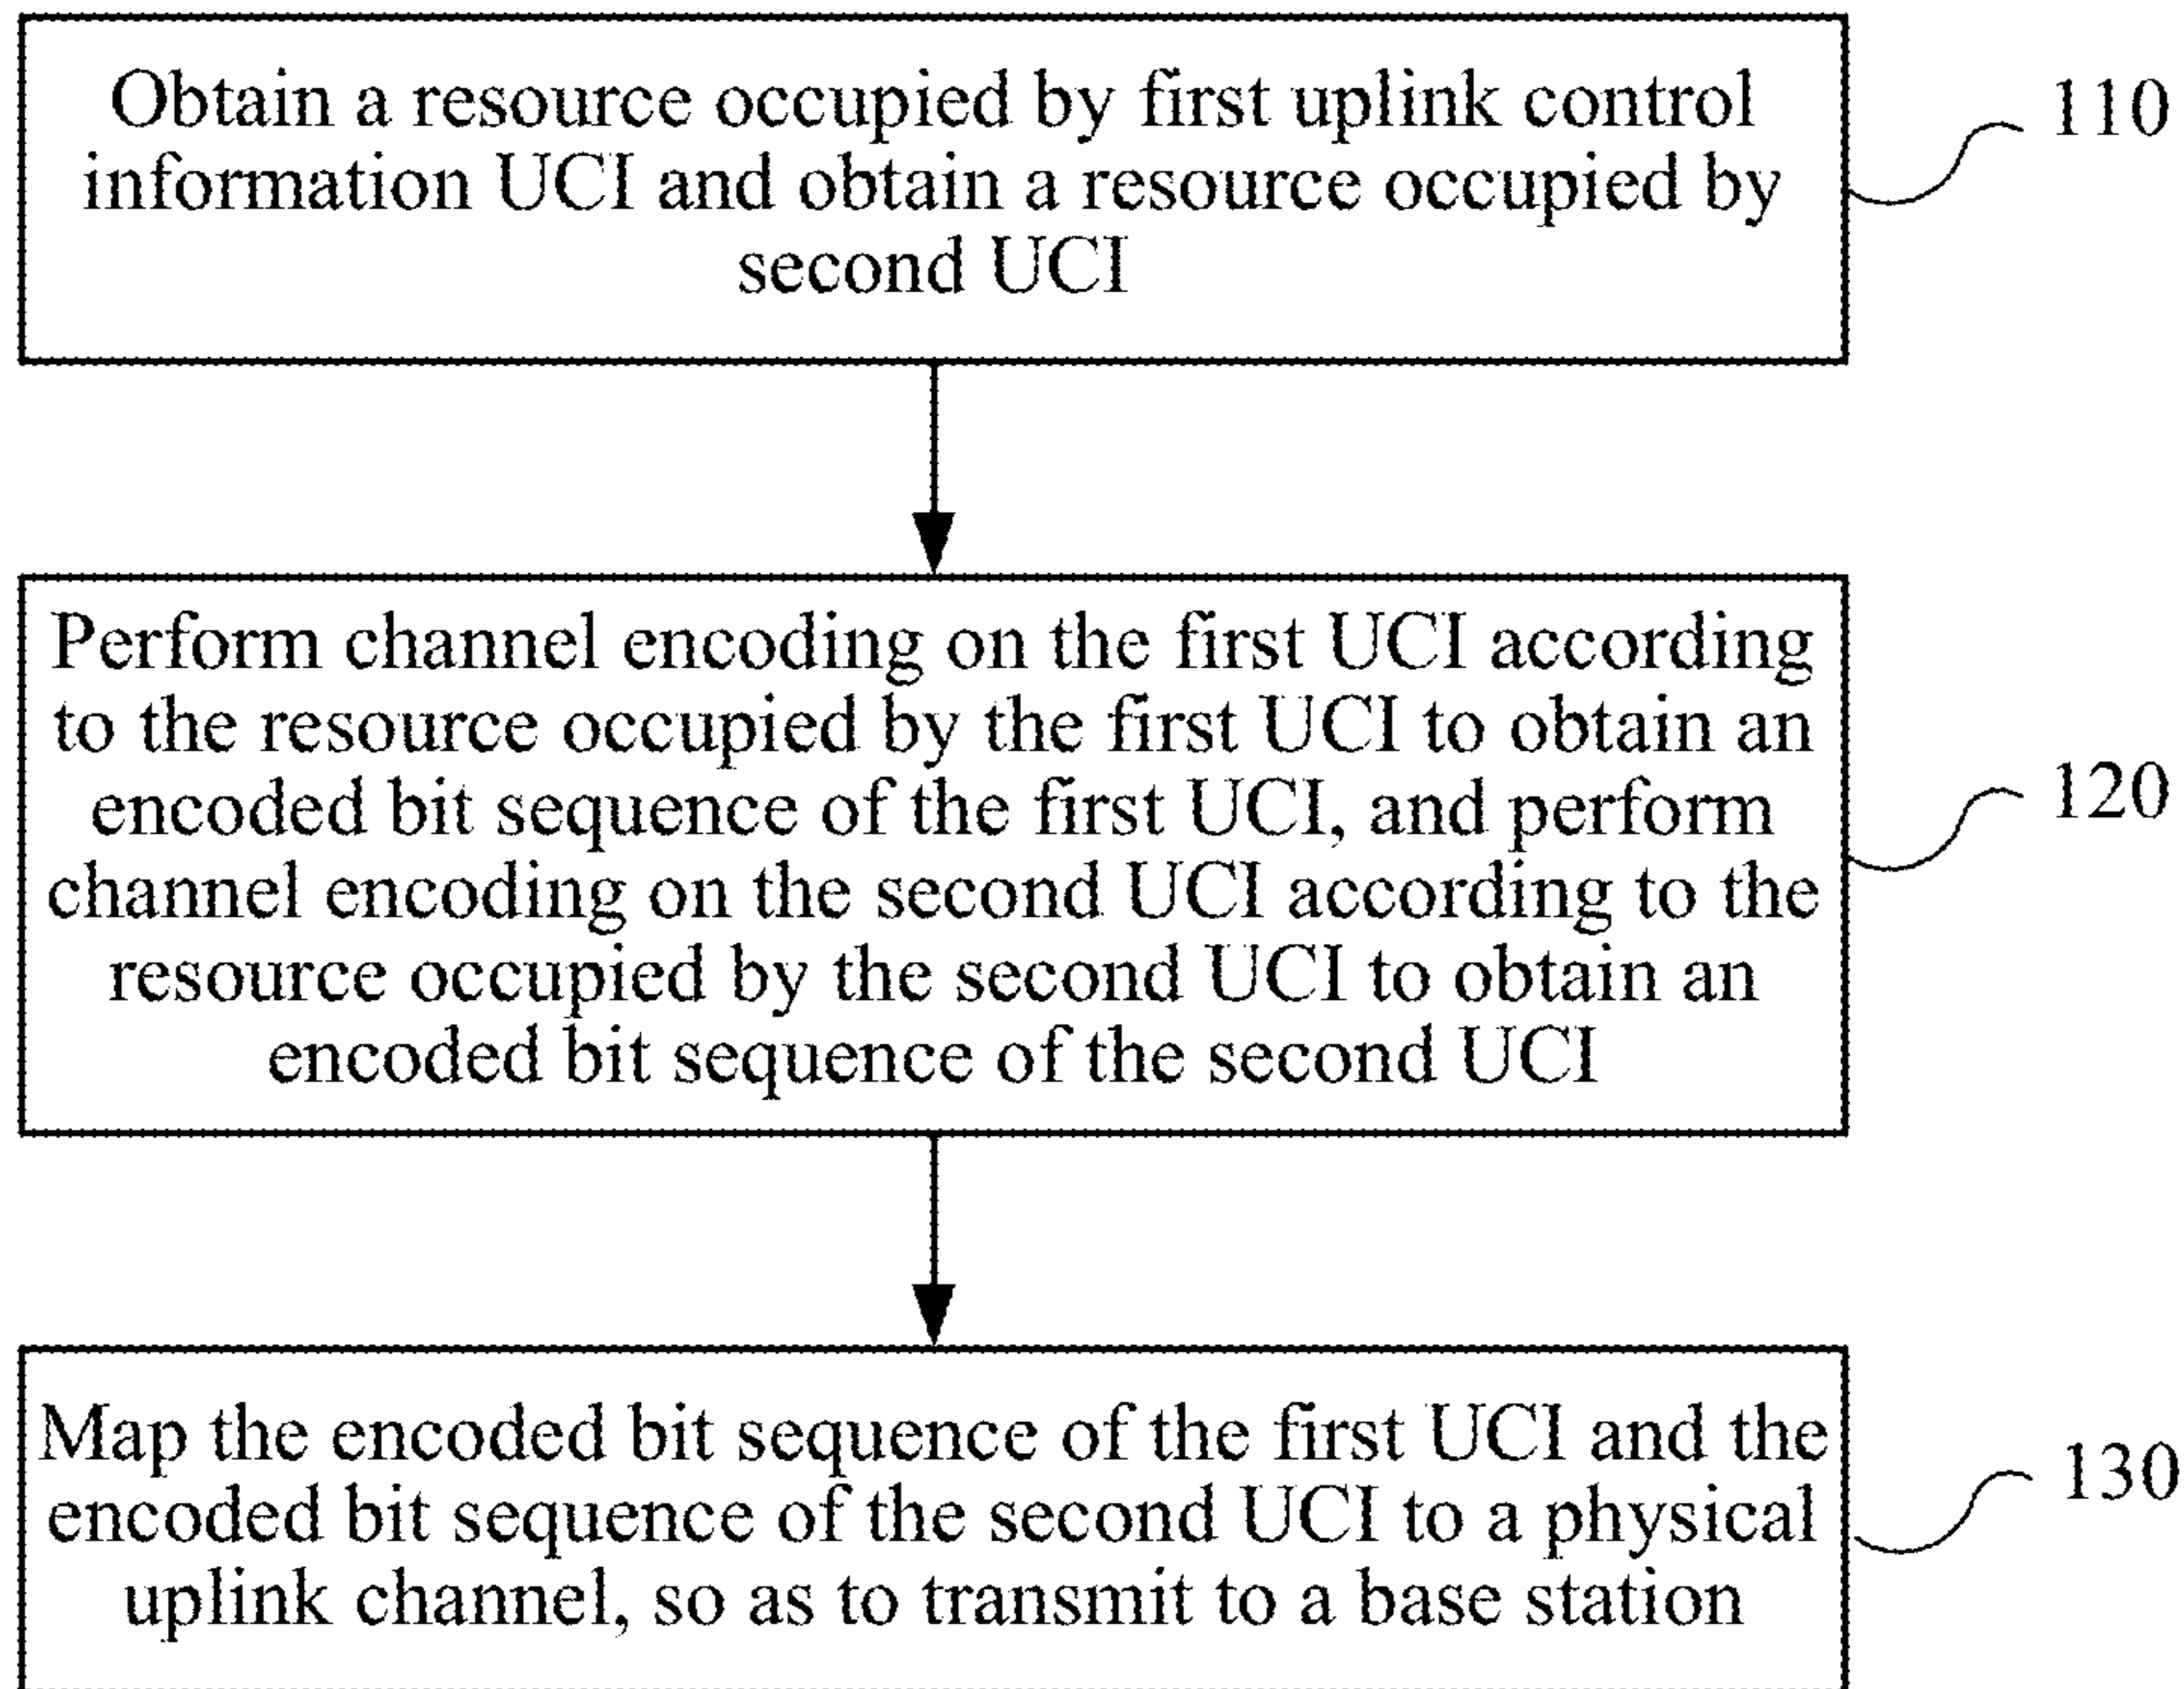 Obtain a resource occupied by first uplink control
information UCI and obtain a resource occupied by
second UCI
110
Perform channel encoding on the first UCI according
to the resource occupied by the first UCI to obtain an
encoded bit sequence of the first UCI, and perform
channel encoding on the second UCI according to the
resource occupied by the second UCI to obtain an
encoded bit sequence of the second UCI
120
Map the encoded bit sequence of the first UCI and the
encoded bit sequence of the second UCI to a physical
uplink channel, so as to transmit to a base station
130